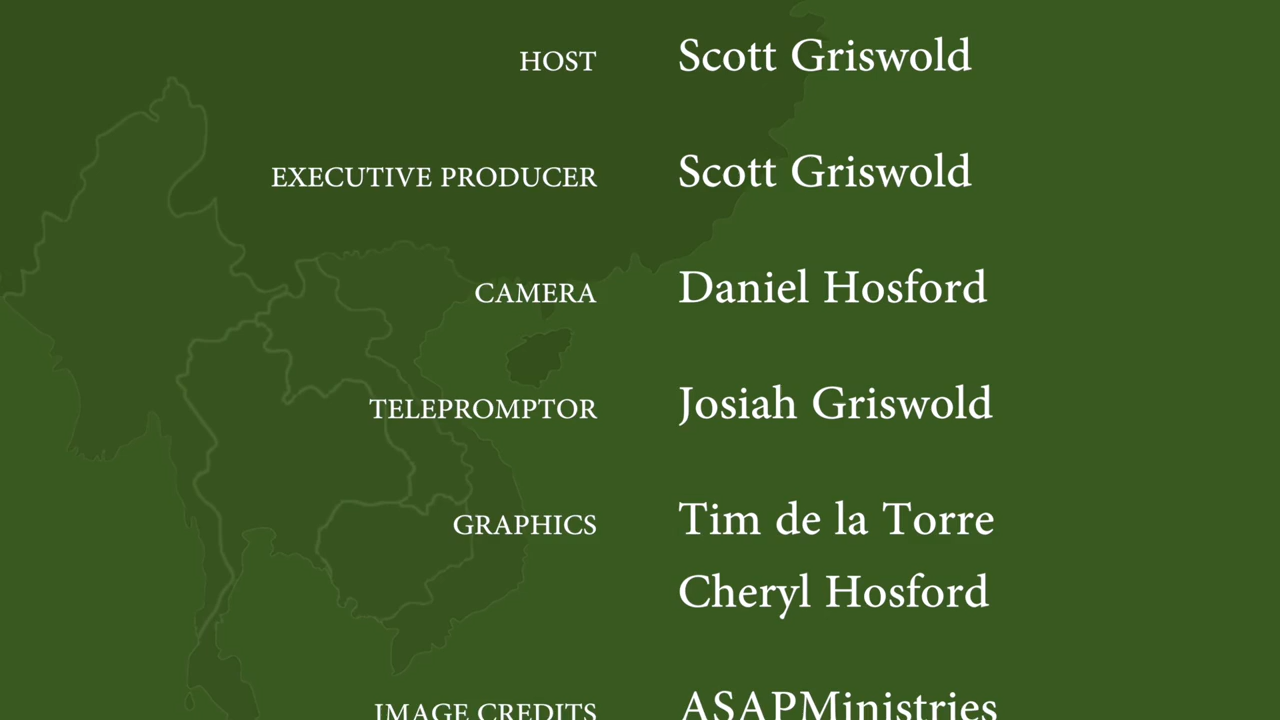 HOST Scott Griswold
EXECUTIVE PRODUCER Scott Griswold
CAMERA Daniel Hosford
TELEPROMPTOR Josiah Griswold
GRAPHICS Tim de la Torre
Cheryl Hosford
IMAGE CREDITS ASAPMinistries